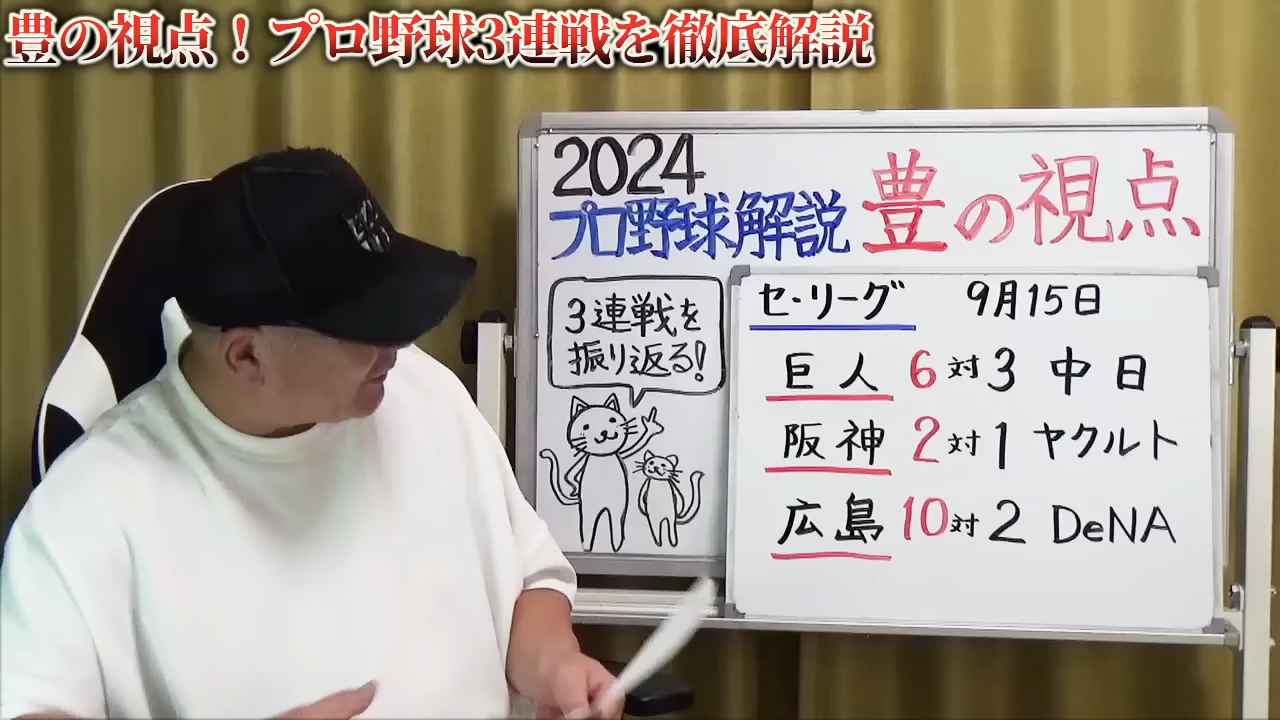 豊の視点！プロ野球3連戦を徹底解説
2024
プロ野球解説 豊の視点
3連戦を
振り返る!
セ・リーグ 9月15日
巨人 6対3 中日
阪神 2対1 ヤクルト
広島 10対2 DeNA